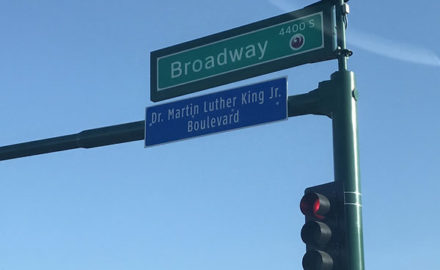 Broadway
4400 S
Dr. Martin Luther King Jr.
Boulevard